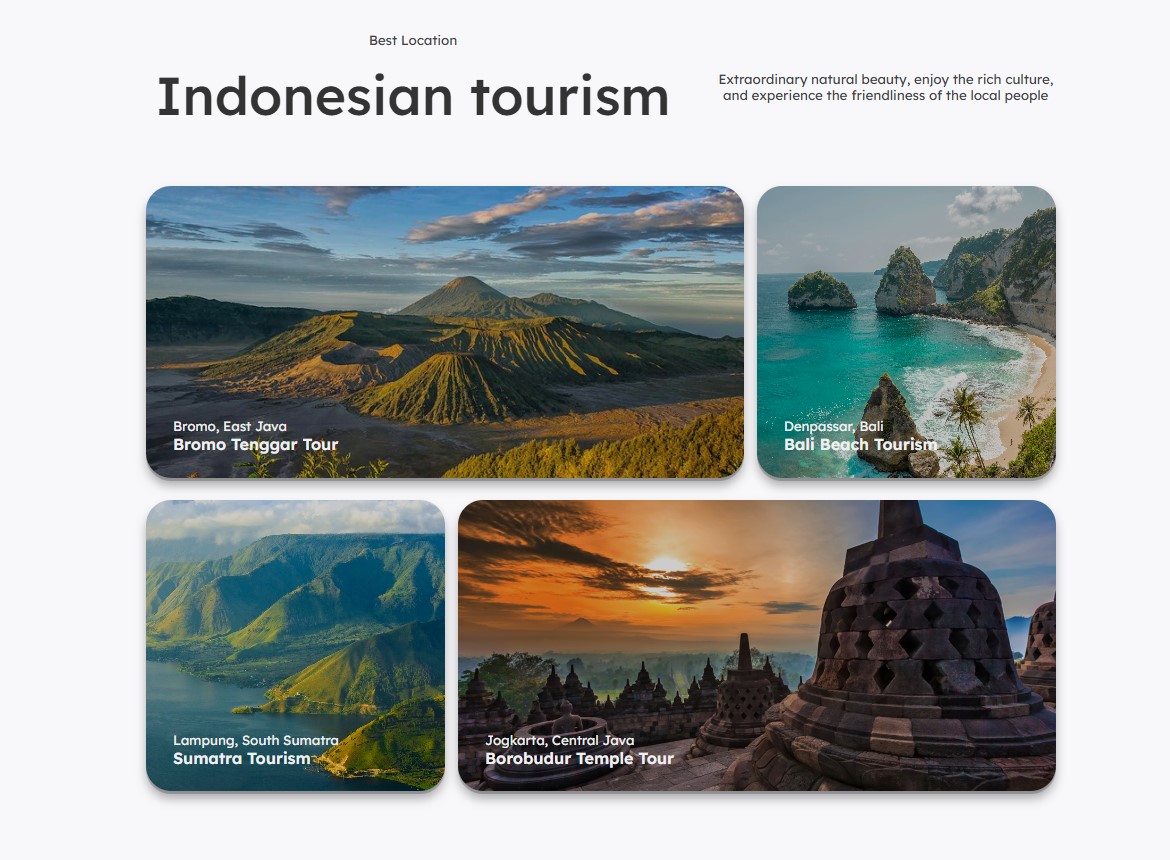 Best Location
Indonesian tourism
Extraordinary natural beauty, enjoy the rich culture,
and experience the friendliness of the local people
Bromo, East Java
Bromo Tenggar Tour
Denpassar, Bali
Bali Beach Tourism
Lampung, South Sumatra
Sumatra Tourism
Jogkarta, Central Java
Borobudur Temple Tour